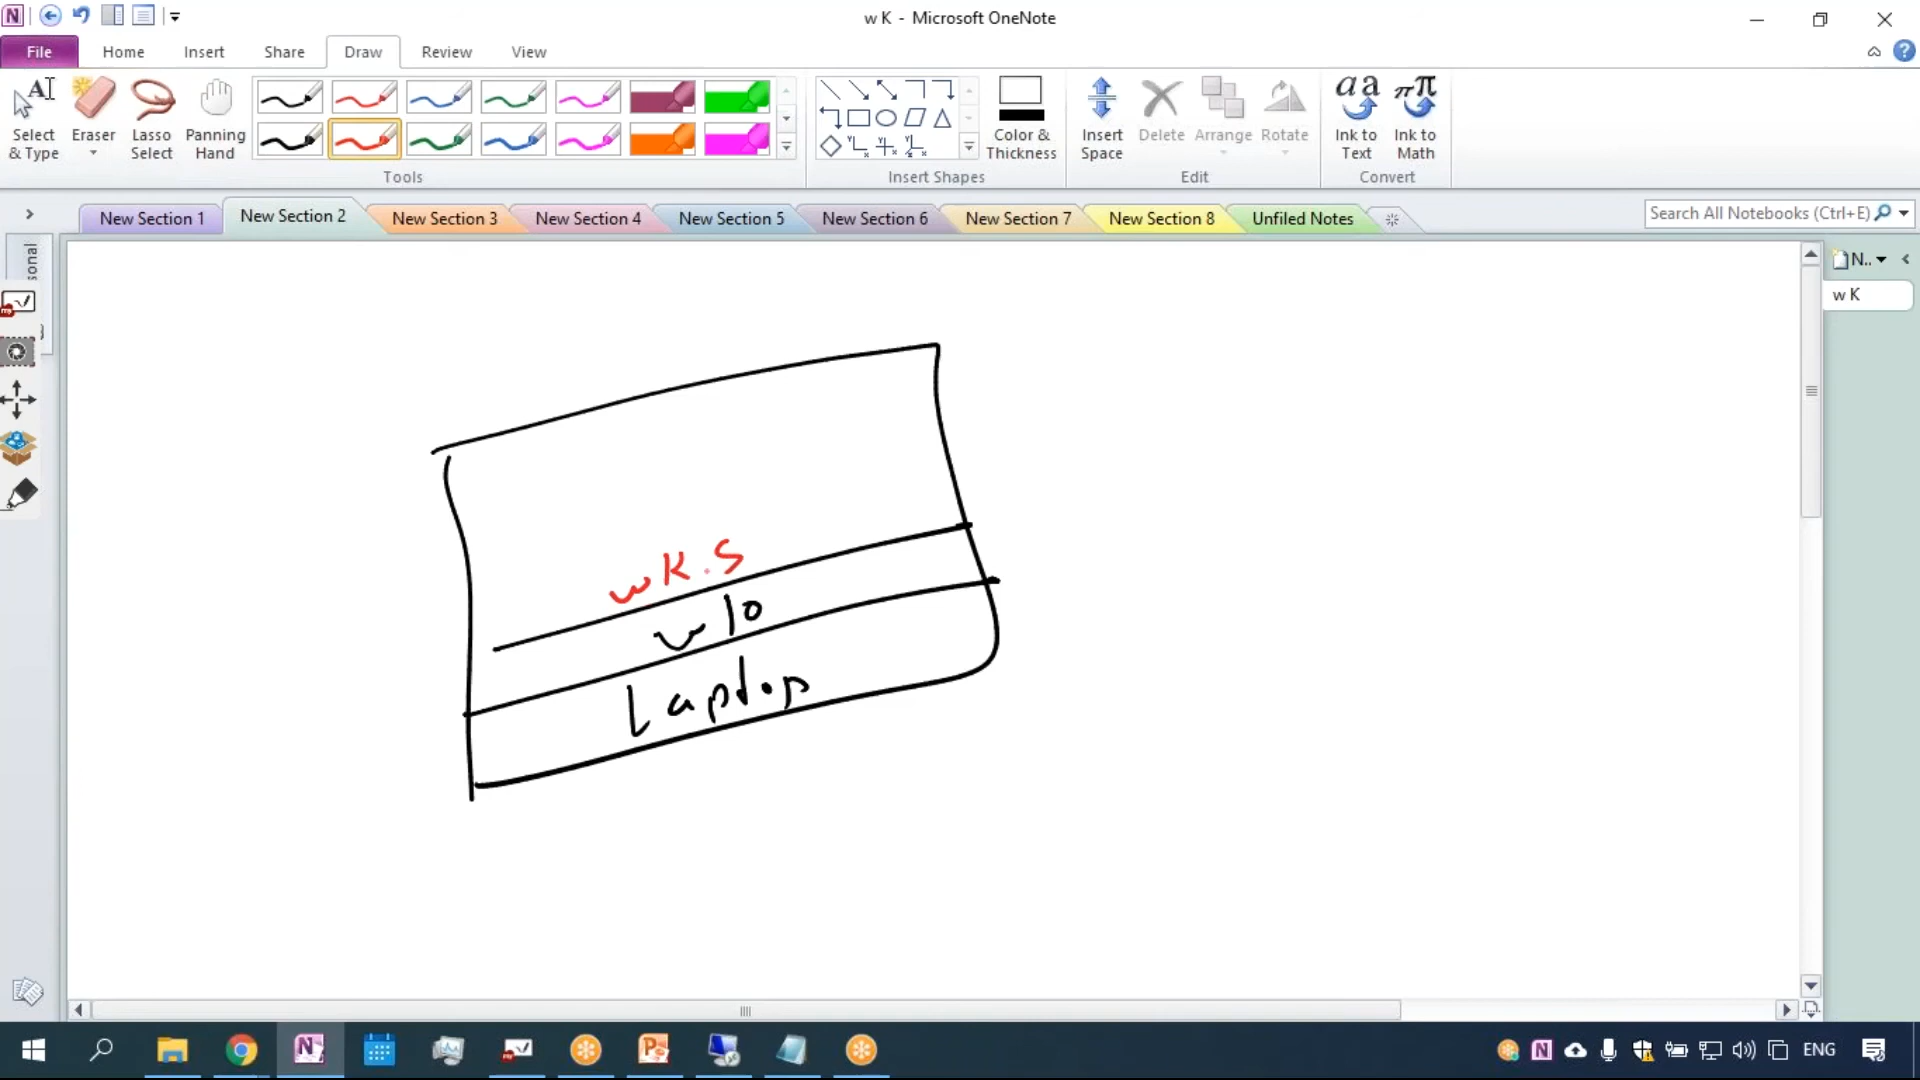 w K - Microsoft OneNote
File Home Insert Share Draw Review View
Select & Type
Eraser
Lasso Select
Panning Hand
Color & Thickness
Insert Space
Delete
Arrange
Rotate
Ink to Text
Ink to Math
Tools Insert Shapes Edit Convert
New Section 1 New Section 2 New Section 3 New Section 4 New Section 5 New Section 6 New Section 7 New Section 8 Unfiled Notes
Search All Notebooks (Ctrl+E)
sonal
N..
w K
wK.S
w10
Laptop
ENG